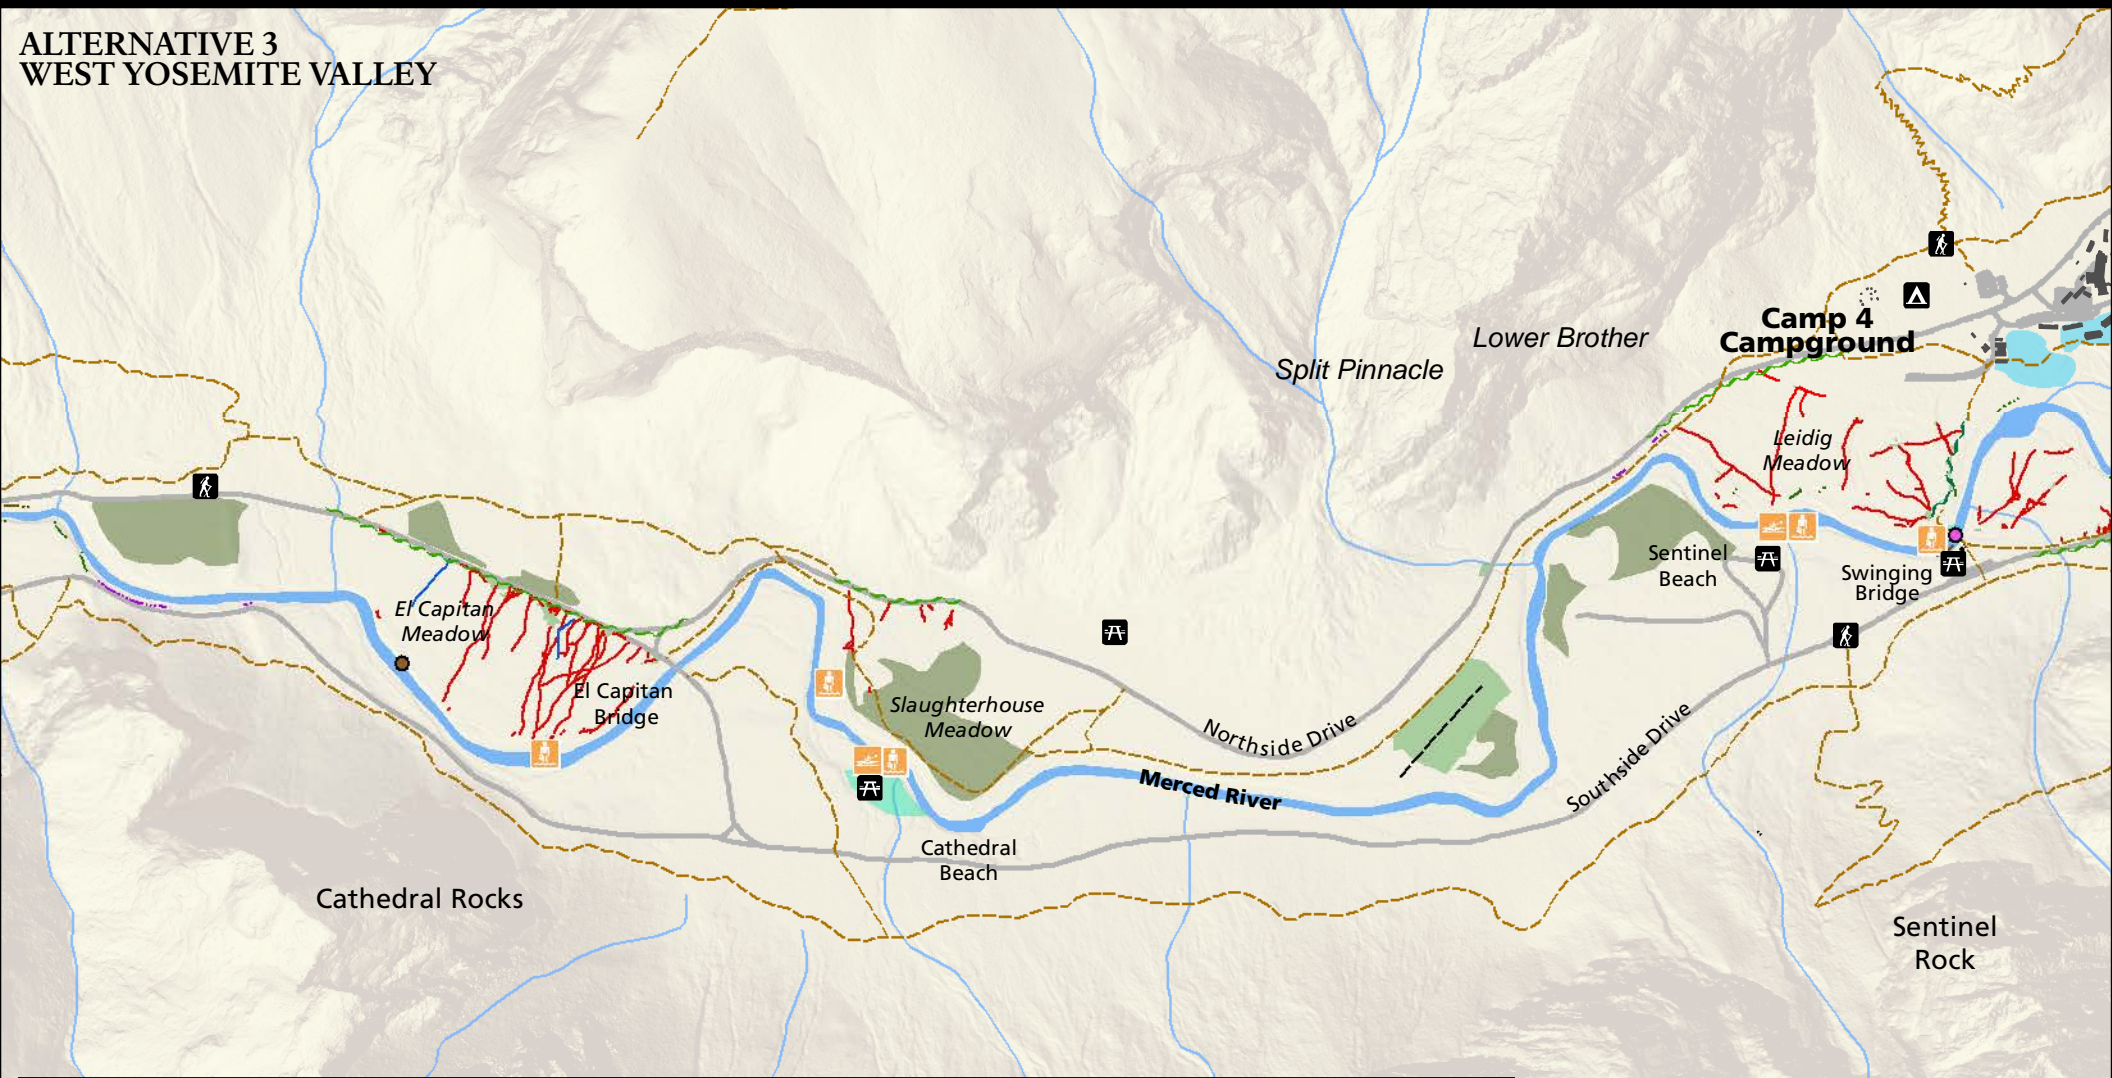 ALTERNATIVE 3
WEST YOSEMITE VALLEY
Camp 4
Campground
Lower Brother
Split Pinnacle
Leidig
Meadow
Sentinel
Beach
Swinging
Bridge
El Capitan
Meadow
El Capitan
Bridge
Slaughterhouse
Meadow
Northside Drive
Southside Drive
Merced River
Cathedral
Beach
Cathedral Rocks
Sentinel
Rock